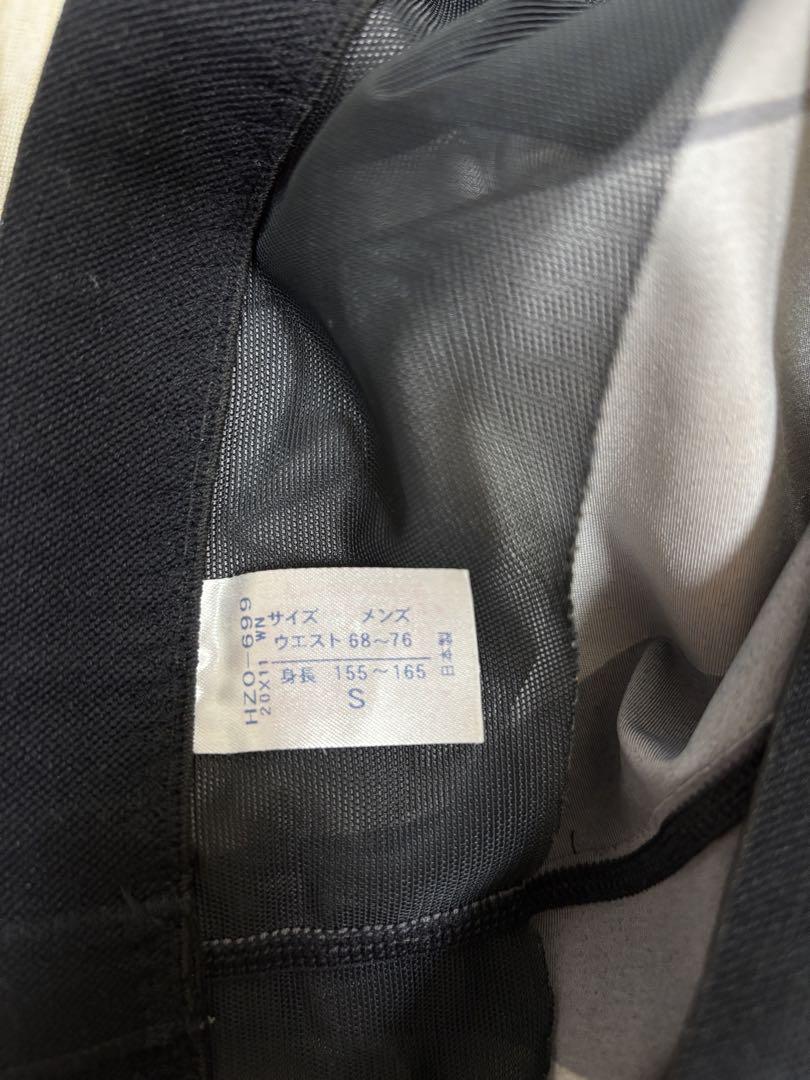 サイズ メンズ
ウエスト 68～76
身長 155～165
S
日本製
HZO-699
20X11 WN